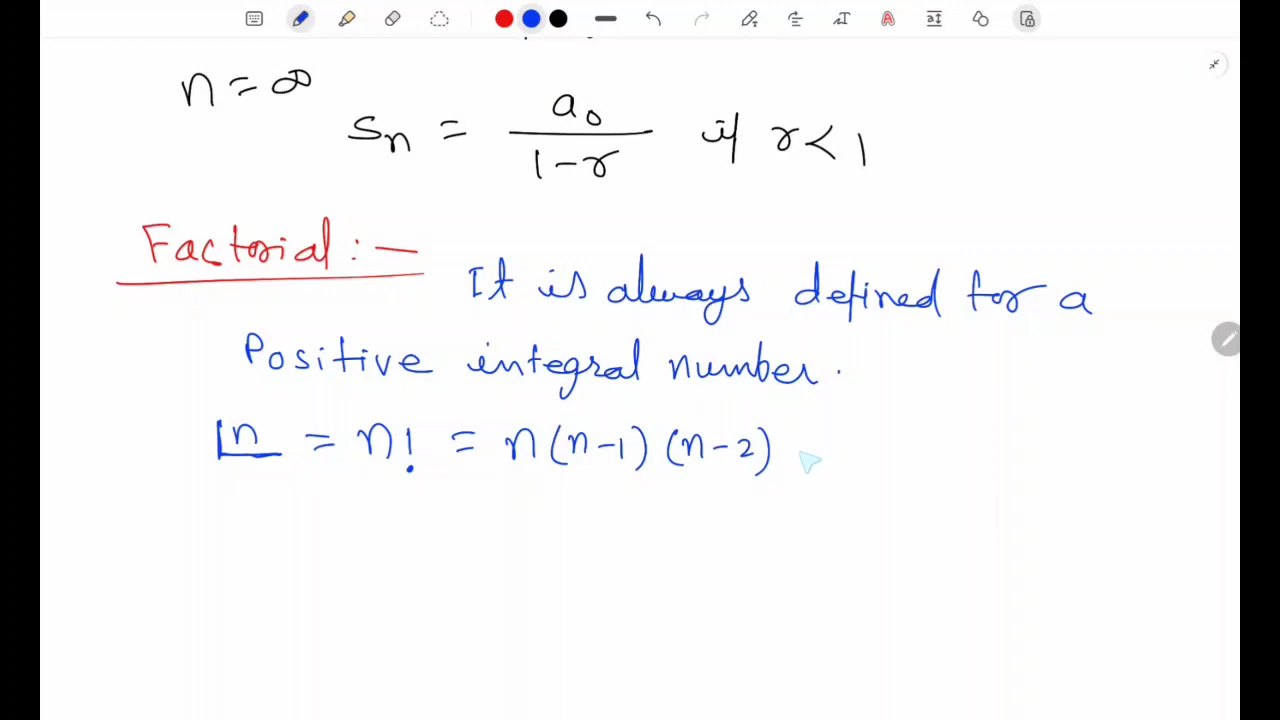 n = ∞
Sn = a₀ / (1 - r) if r < 1
Factorial : —
It is always defined for a
Positive integral number .
|n = n! = n (n-1) (n-2)